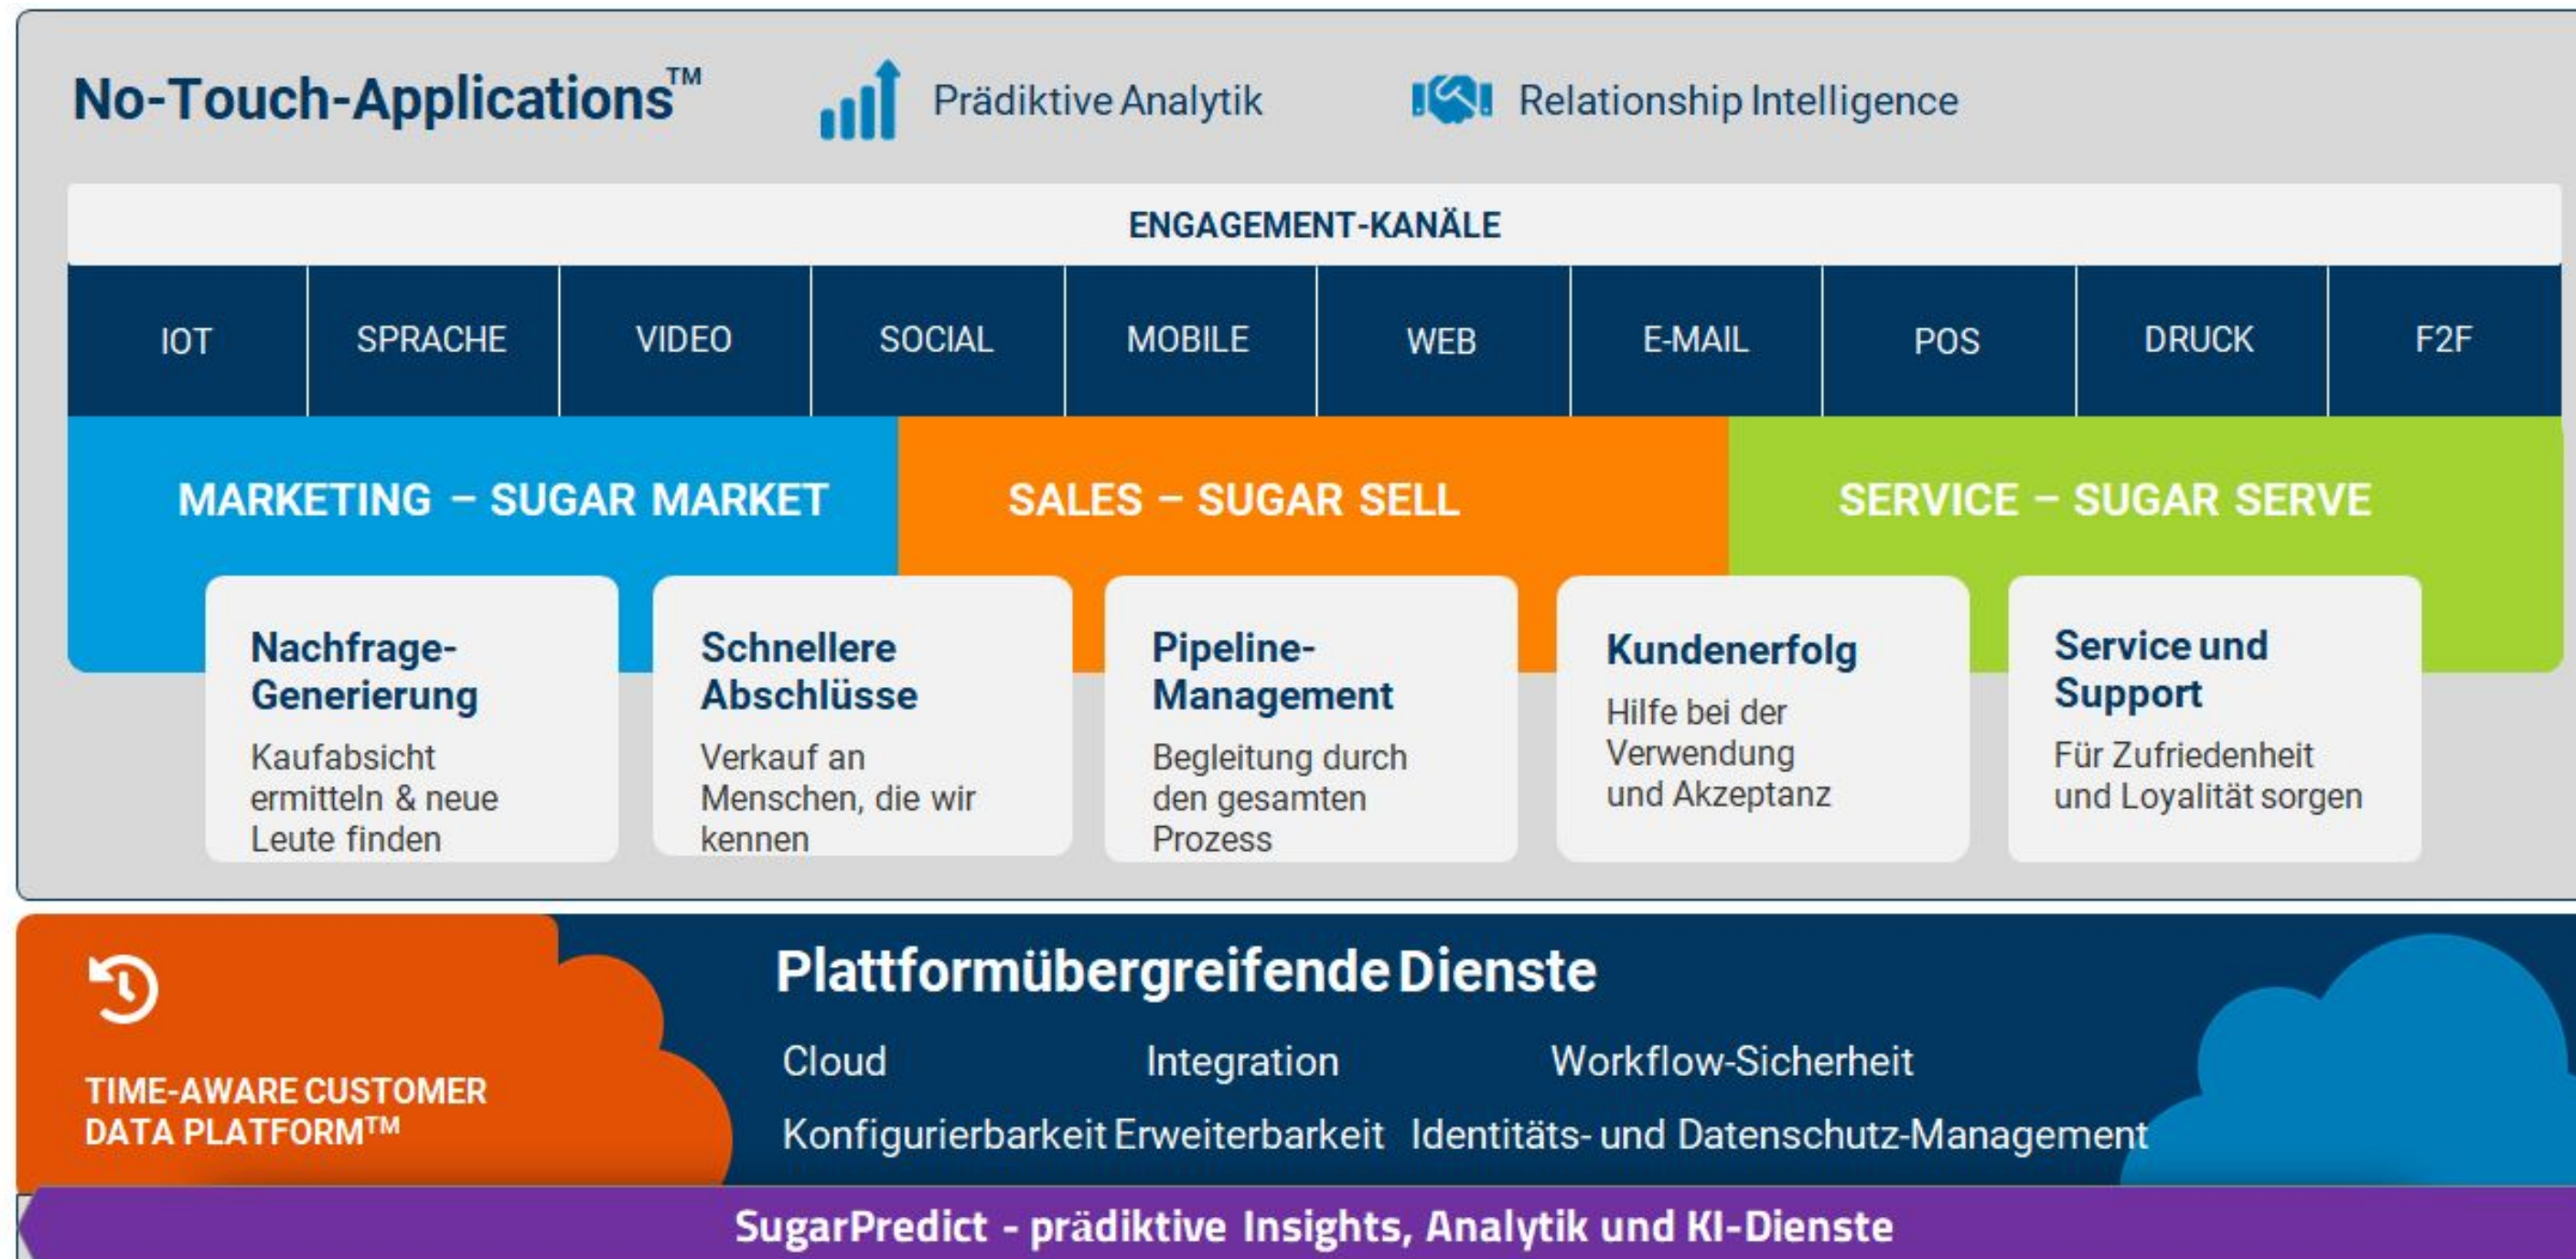 No-Touch-Applications™
Prädiktive Analytik
Relationship Intelligence
ENGAGEMENT-KANÄLE
IOT
SPRACHE
VIDEO
SOCIAL
MOBILE
WEB
E-MAIL
POS
DRUCK
F2F
MARKETING – SUGAR MARKET
SALES – SUGAR SELL
SERVICE – SUGAR SERVE
Nachfrage-
Generierung
Kaufabsicht
ermitteln & neue
Leute finden
Schnellere
Abschlüsse
Verkauf an
Menschen, die wir
kennen
Pipeline-
Management
Begleitung durch
den gesamten
Prozess
Kundenerfolg
Hilfe bei der
Verwendung
und Akzeptanz
Service und
Support
Für Zufriedenheit
und Loyalität sorgen
TIME-AWARE CUSTOMER
DATA PLATFORM™
Plattformübergreifende Dienste
Cloud
Integration
Workflow-Sicherheit
Konfigurierbarkeit
Erweiterbarkeit
Identitäts- und Datenschutz-Management
SugarPredict - prädiktive Insights, Analytik und KI-Dienste